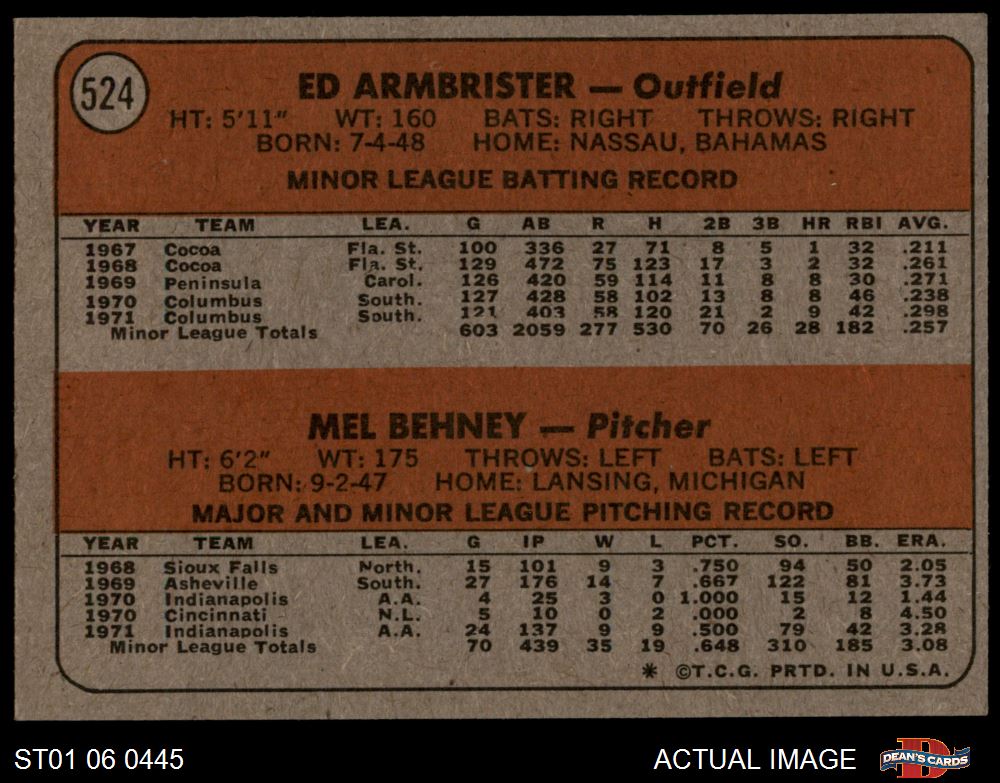 524
ED ARMBRISTER — Outfield
HT: 5'11" WT: 160 BATS: RIGHT THROWS: RIGHT
BORN: 7-4-48 HOME: NASSAU, BAHAMAS
MINOR LEAGUE BATTING RECORD
YEAR TEAM LEA. G AB R H 2B 3B HR RBI AVG.
1967 Cocoa Fla. St. 100 336 27 71 8 5 1 32 .211
1968 Cocoa Fla. St. 129 472 75 123 17 3 2 32 .261
1969 Peninsula Carol. 126 420 59 114 11 8 8 30 .271
1970 Columbus South. 127 428 58 102 13 8 8 46 .238
1971 Columbus South. 121 403 58 120 21 2 9 42 .298
Minor League Totals 603 2059 277 530 70 26 28 182 .257
MEL BEHNEY — Pitcher
HT: 6'2" WT: 175 THROWS: LEFT BATS: LEFT
BORN: 9-2-47 HOME: LANSING, MICHIGAN
MAJOR AND MINOR LEAGUE PITCHING RECORD
YEAR TEAM LEA. G IP W L PCT. SO. BB. ERA.
1968 Sioux Falls North. 15 101 9 3 .750 94 50 2.05
1969 Asheville South. 27 176 14 7 .667 122 81 3.73
1970 Indianapolis A.A. 4 25 3 0 1.000 15 12 1.44
1970 Cincinnati N.L. 5 10 0 2 .000 2 8 4.50
1971 Indianapolis A.A. 24 137 9 9 .500 79 42 3.28
Minor League Totals 70 439 35 19 .648 310 185 3.08
* ©T.C.G. PRTD. IN U.S.A.
ST01 06 0445 ACTUAL IMAGE DEAN'S CARDS